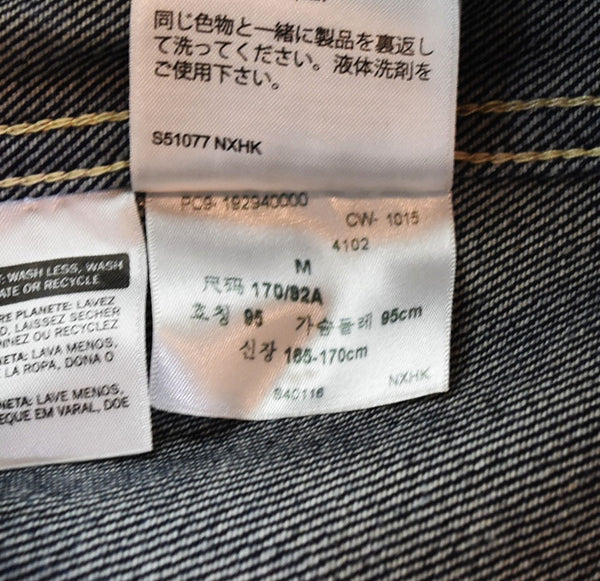 同じ色物と一緒に製品を裏返し
て洗ってください。液体洗剤を
ご使用下さい。
S51077 NXHK
PC9-192940000
CW- 1015
4102
M
尺码 170/92A
호칭 95 가슴둘레 95cm
신장 165-170cm
S40116 NXHK
: WASH LESS, WASH
ATE OR RECYCLE
RE PLANETE: LAVEZ
D, LAISSEZ SECHER
NNEZ OU RECYCLEZ
ETA: LAVA MENOS,
E LA ROPA, DONA O
NETA: LAVE MENOS,
EQUE EM VARAL, DOE